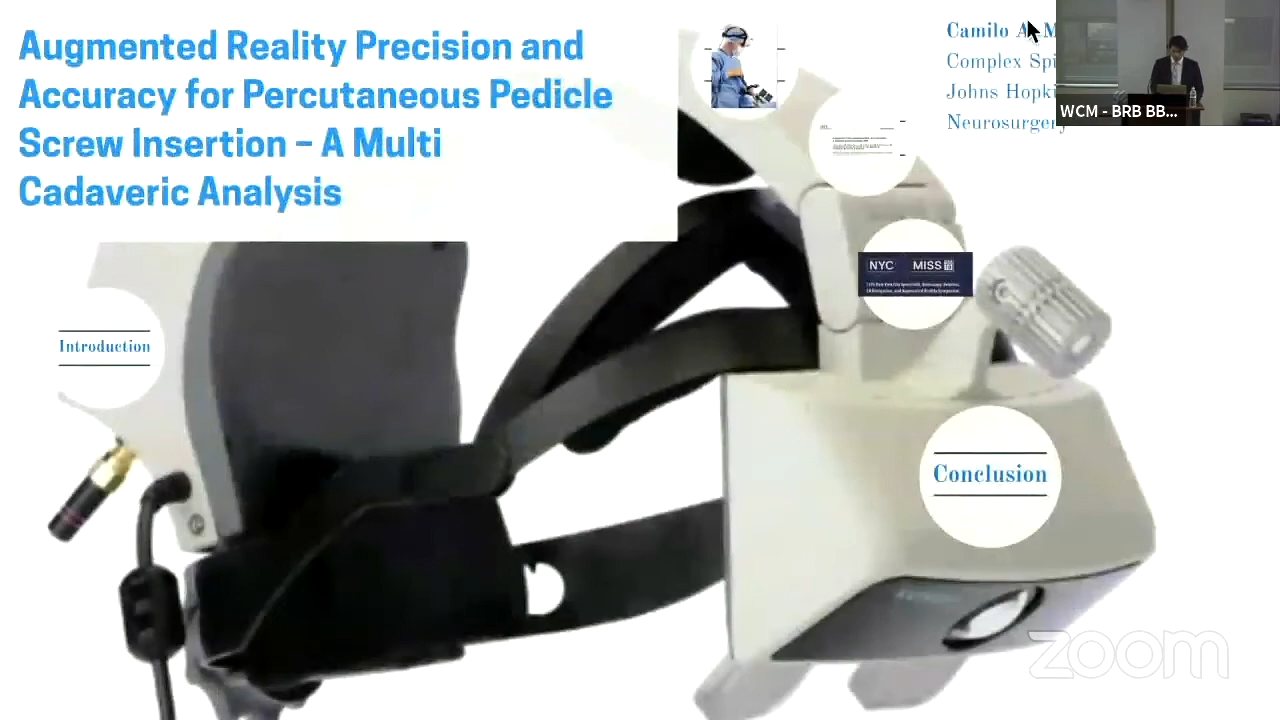 Augmented Reality Precision and
Accuracy for Percutaneous Pedicle
Screw Insertion – A Multi
Cadaveric Analysis
Camilo A. M
Complex Spi
Johns Hopki
Neurosurgery
WCM - BRB BB...
NYC MISS
Introduction
Conclusion
zoom